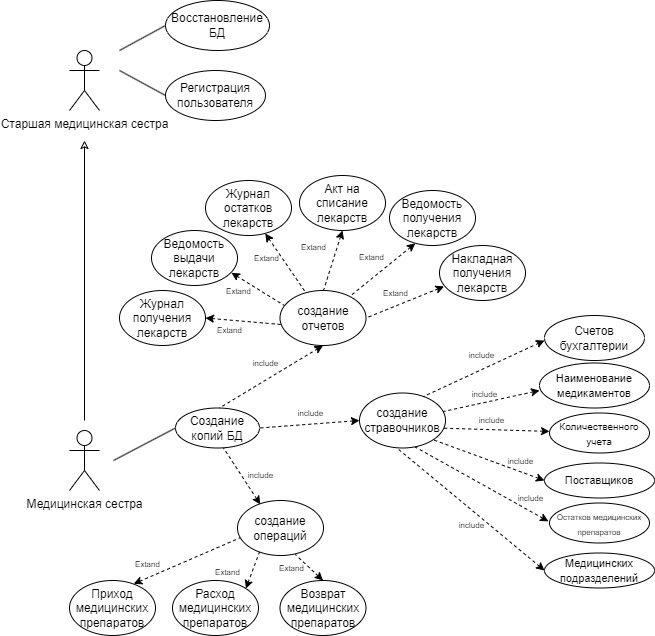 Восстановление
БД
Регистрация
пользователя
Старшая медицинская сестра
Журнал
остатков
лекарств
Акт на
списание
лекарств
Ведомость
получения
лекарств
Ведомость
выдачи
лекарств
Накладная
получения
лекарств
Журнал
получения
лекарств
Extand
Extand
Extand
Extand
Extand
Extand
создание
отчетов
include
Счетов
бухгалтерии
include
Наименование
медикаментов
include
Создание
копий БД
include
создание
справочников
include
Количественного
учета
include
Поставщиков
include
Остатков медицинских
препаратов
include
Медицинских
подразделений
Медицинская сестра
include
создание
операций
Extand
Extand
Extand
Приход
медицинских
препаратов
Расход
медицинских
препаратов
Возврат
медицинских
препаратов